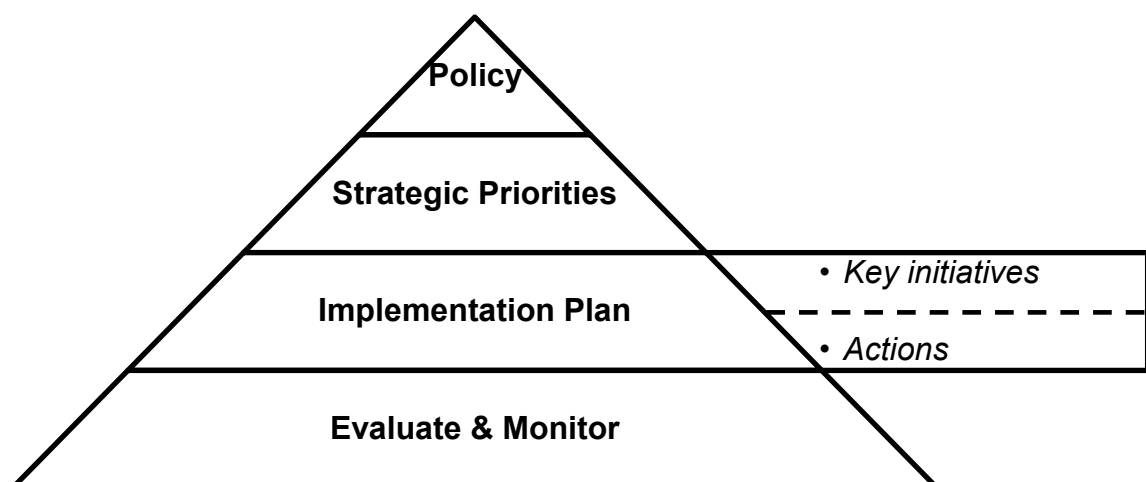 Policy
Strategic Priorities
Implementation Plan
• Key initiatives
• Actions
Evaluate & Monitor